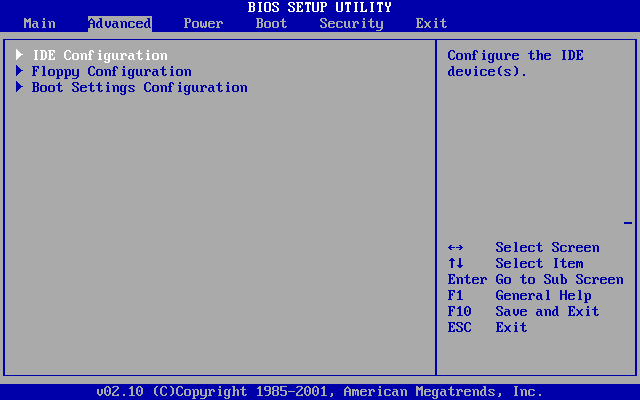 BIOS SETUP UTILITY
Main Advanced Power Boot Security Exit
IDE Configuration
Floppy Configuration
Boot Settings Configuration
Configure the IDE
device(s).
↔ Select Screen
↑↓ Select Item
Enter Go to Sub Screen
F1 General Help
F10 Save and Exit
ESC Exit
v02.10 (C)Copyright 1985-2001, American Megatrends, Inc.